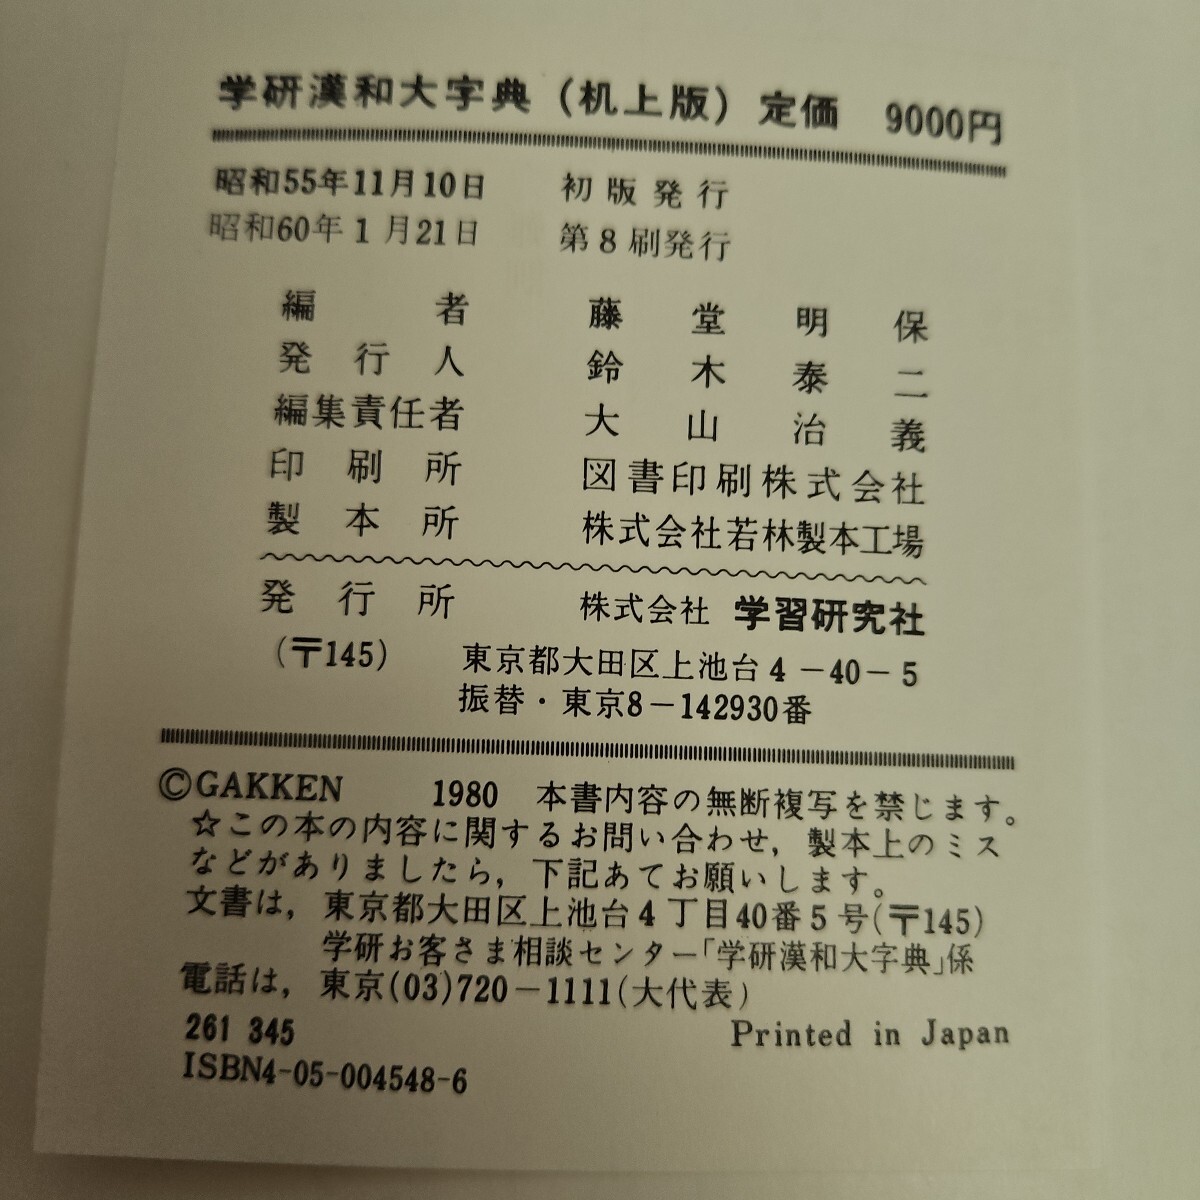 学研漢和大字典（机上版）定価 9000円
昭和55年11月10日 初版発行
昭和60年1月21日 第8刷発行
編者 藤堂明保
発行人 鈴木泰二
編集責任者 大山治義
印刷所 図書印刷株式会社
製本所 株式会社若林製本工場
発行所 株式会社 学習研究社
(〒145) 東京都大田区上池台4－40－5
振替・東京8－142930番
©GAKKEN 1980 本書内容の無断複写を禁じます。
☆この本の内容に関するお問い合わせ，製本上のミス
などがありましたら，下記あてお願いします。
文書は，東京都大田区上池台4丁目40番5号(〒145)
学研お客さま相談センター「学研漢和大字典」係
電話は，東京(03)720－1111(大代表)
261 345 Printed in Japan
ISBN4-05-004548-6